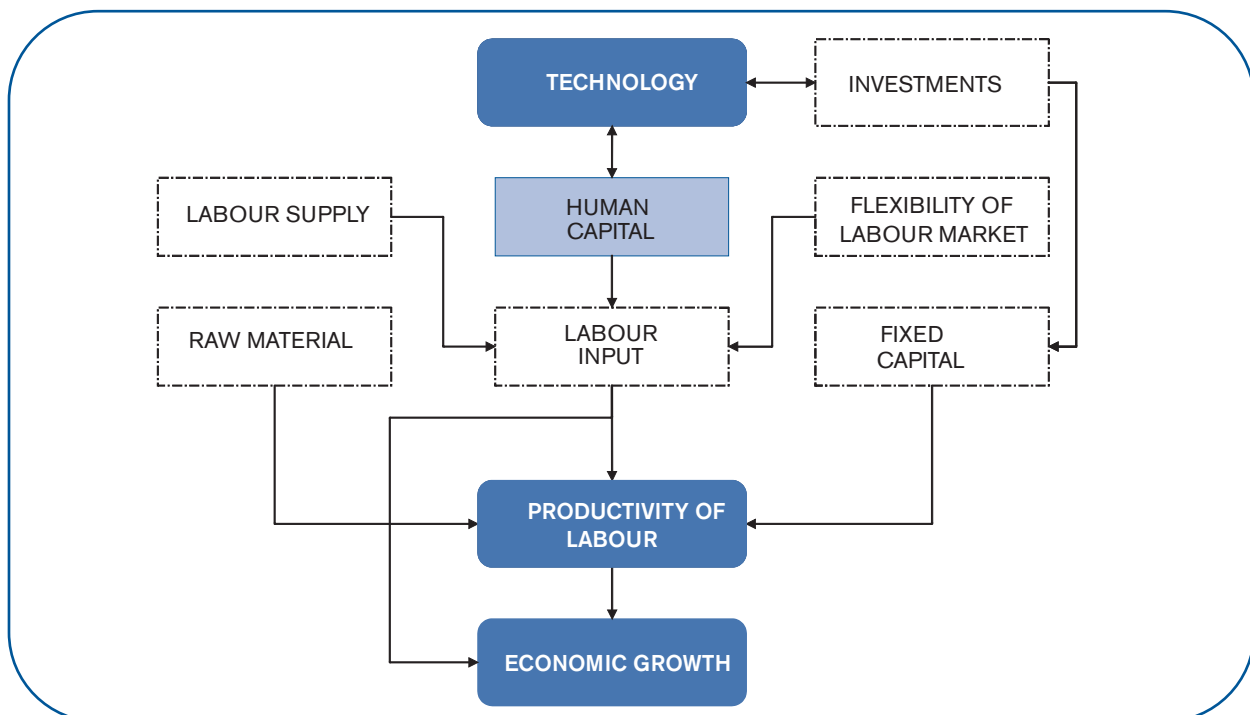 TECHNOLOGY
INVESTMENTS
LABOUR SUPPLY
HUMAN
CAPITAL
FLEXIBILITY OF
LABOUR MARKET
RAW MATERIAL
LABOUR
INPUT
FIXED
CAPITAL
PRODUCTIVITY OF
LABOUR
ECONOMIC GROWTH